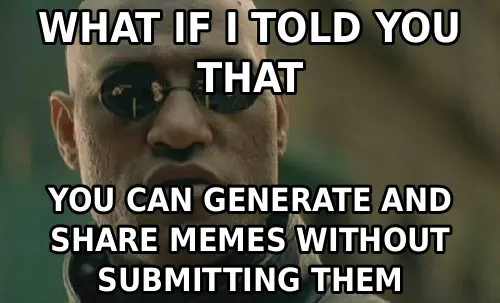 WHAT IF I TOLD YOU
THAT
YOU CAN GENERATE AND
SHARE MEMES WITHOUT
SUBMITTING THEM